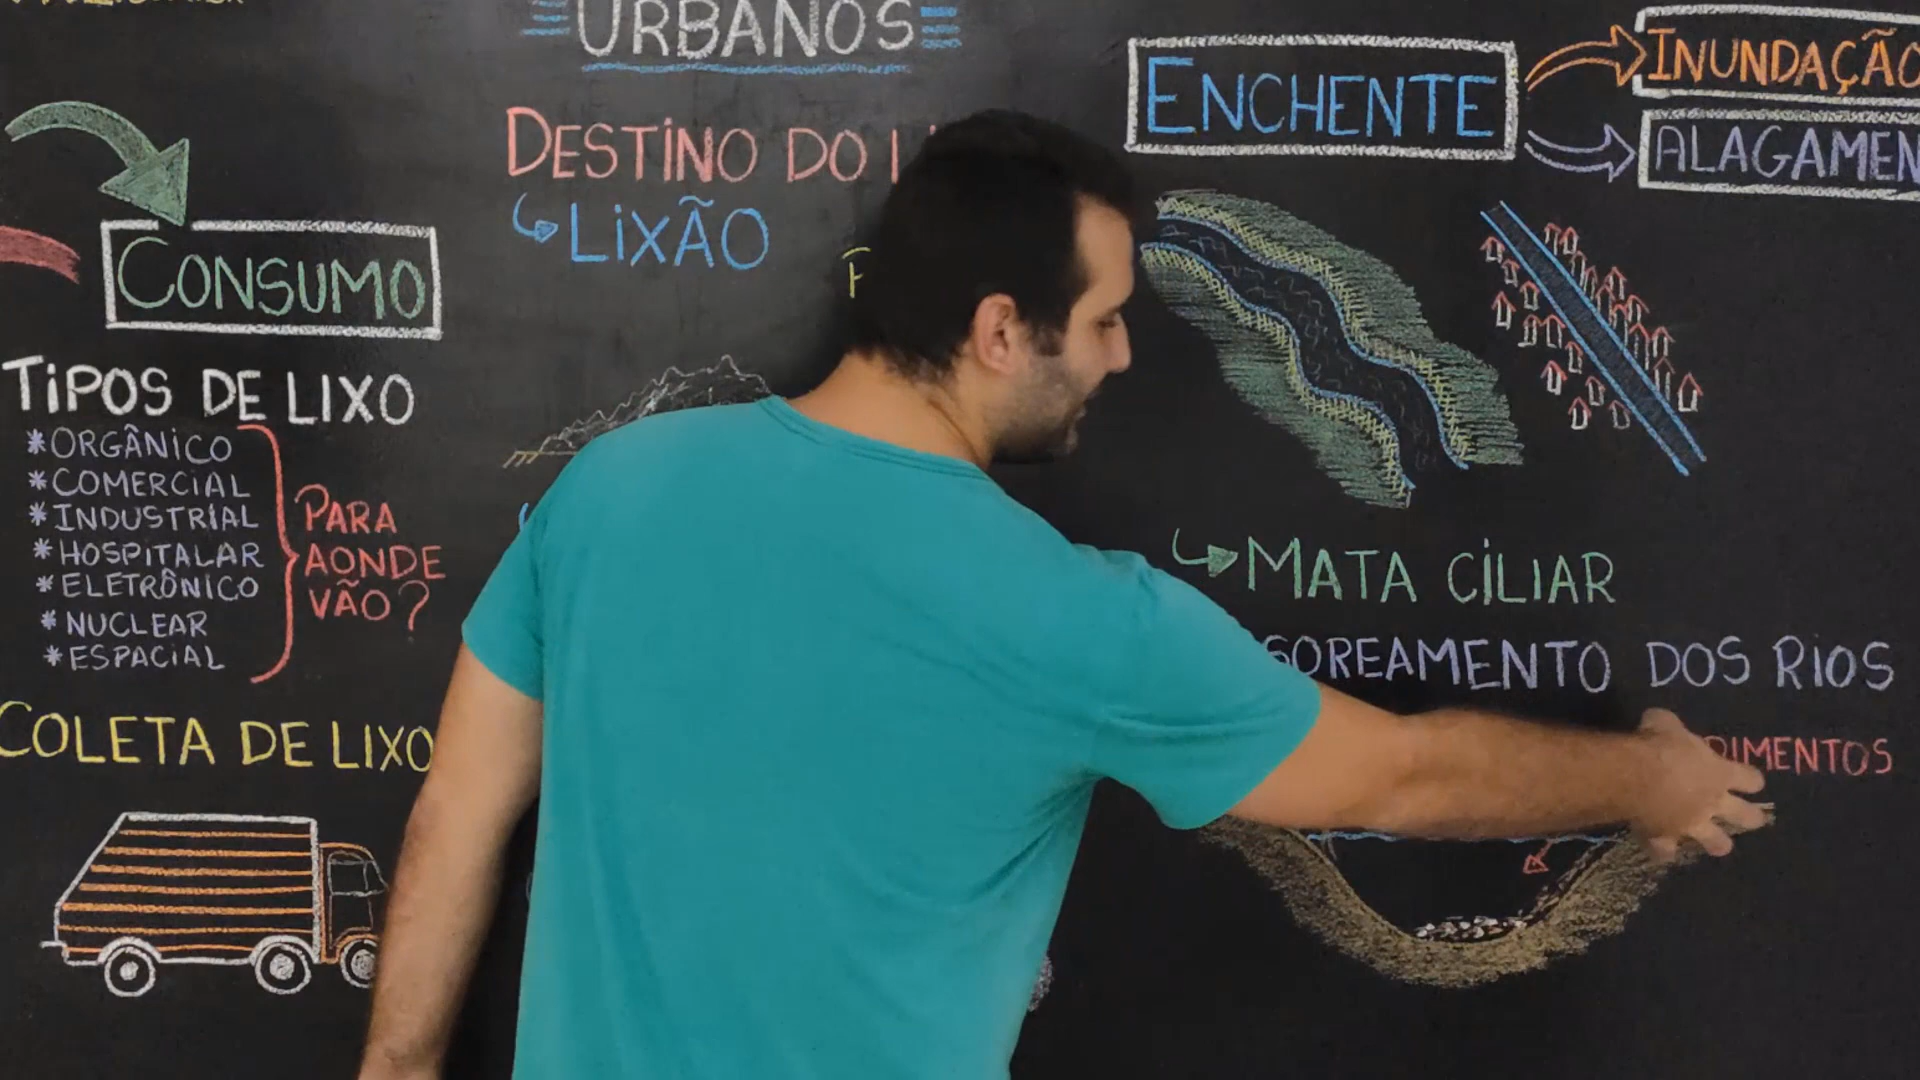 URBANOS
CONSUMO
TIPOS DE LIXO
*ORGÂNICO
*COMERCIAL
*INDUSTRIAL
*HOSPITALAR
*ELETRÔNICO
*NUCLEAR
*ESPACIAL
PARA
AONDE
VÃO?
COLETA DE LIXO
DESTINO DO L
LIXÃO
F
ENCHENTE
INUNDAÇÃO
ALAGAMEN
MATA CILIAR
SOREAMENTO DOS RIOS
DIMENTOS